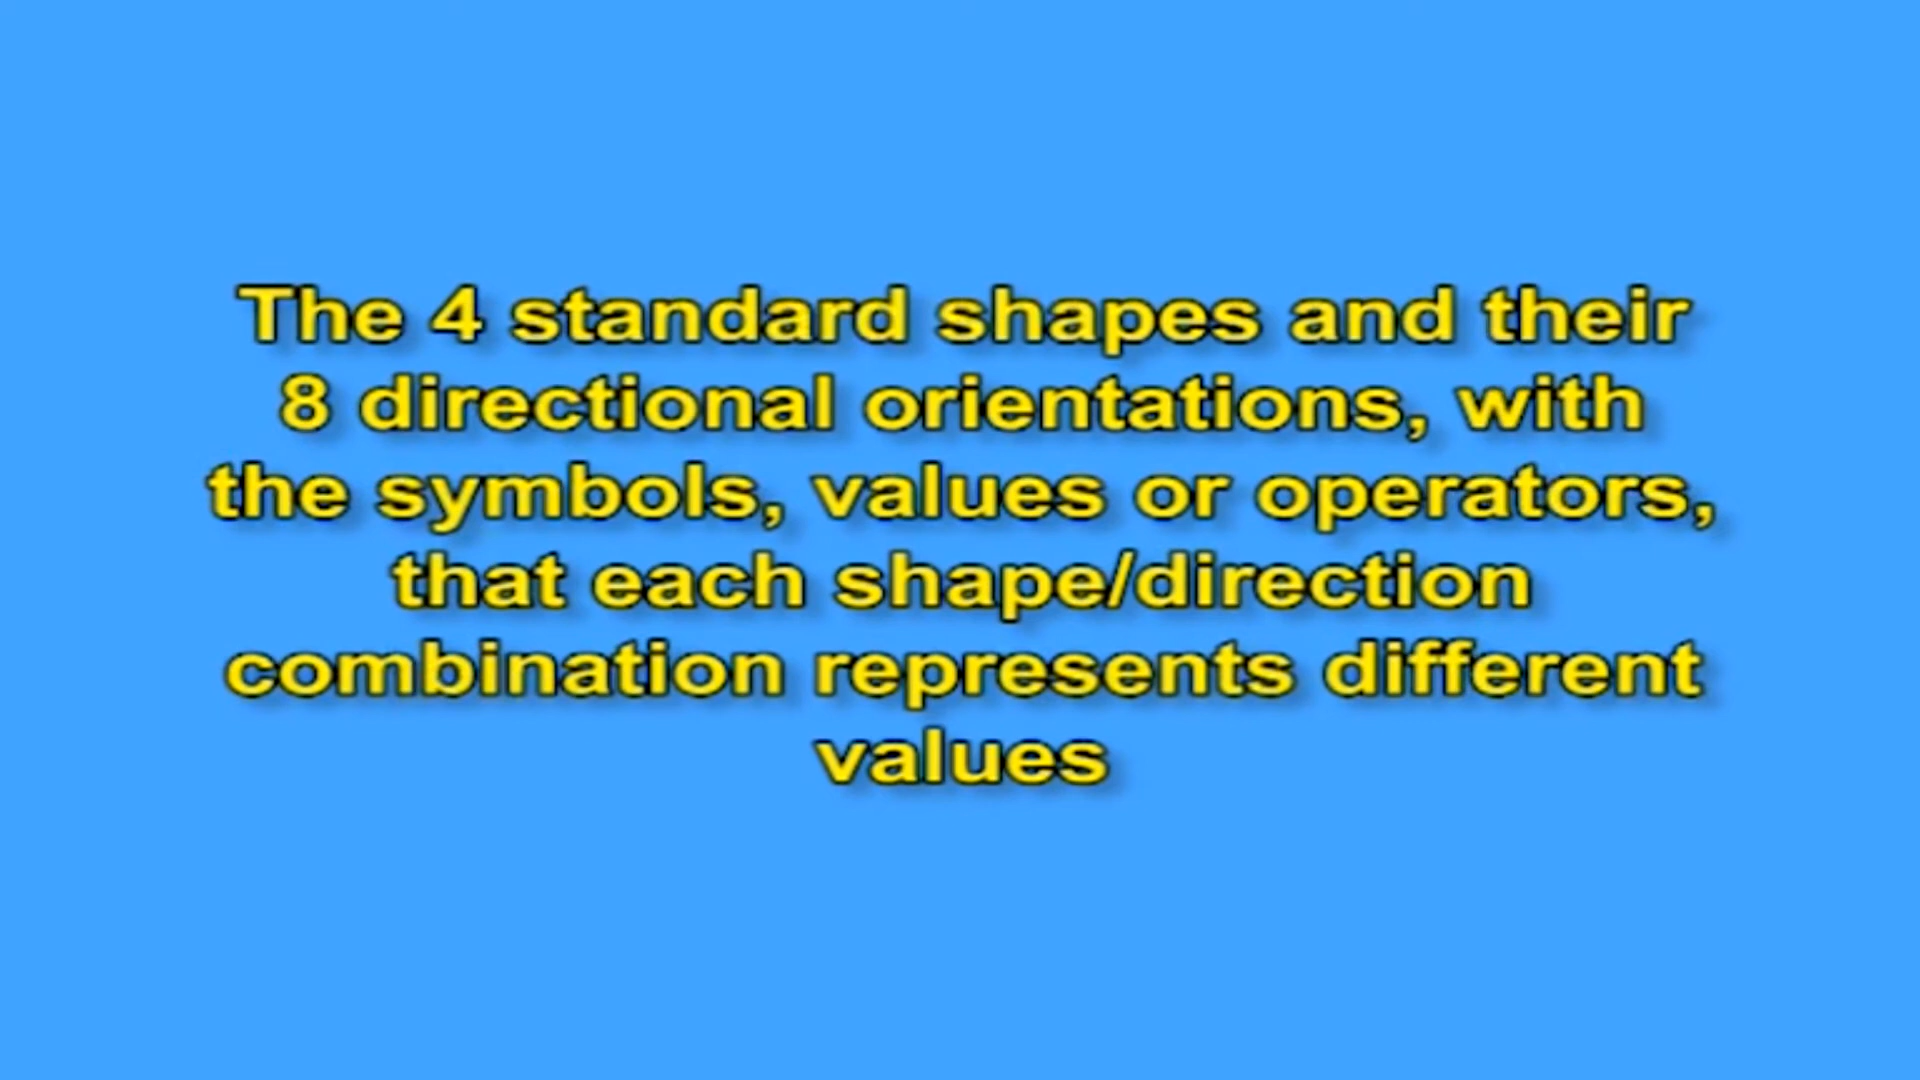 The 4 standard shapes and their
8 directional orientations, with
the symbols, values or operators,
that each shape/direction
combination represents different
values